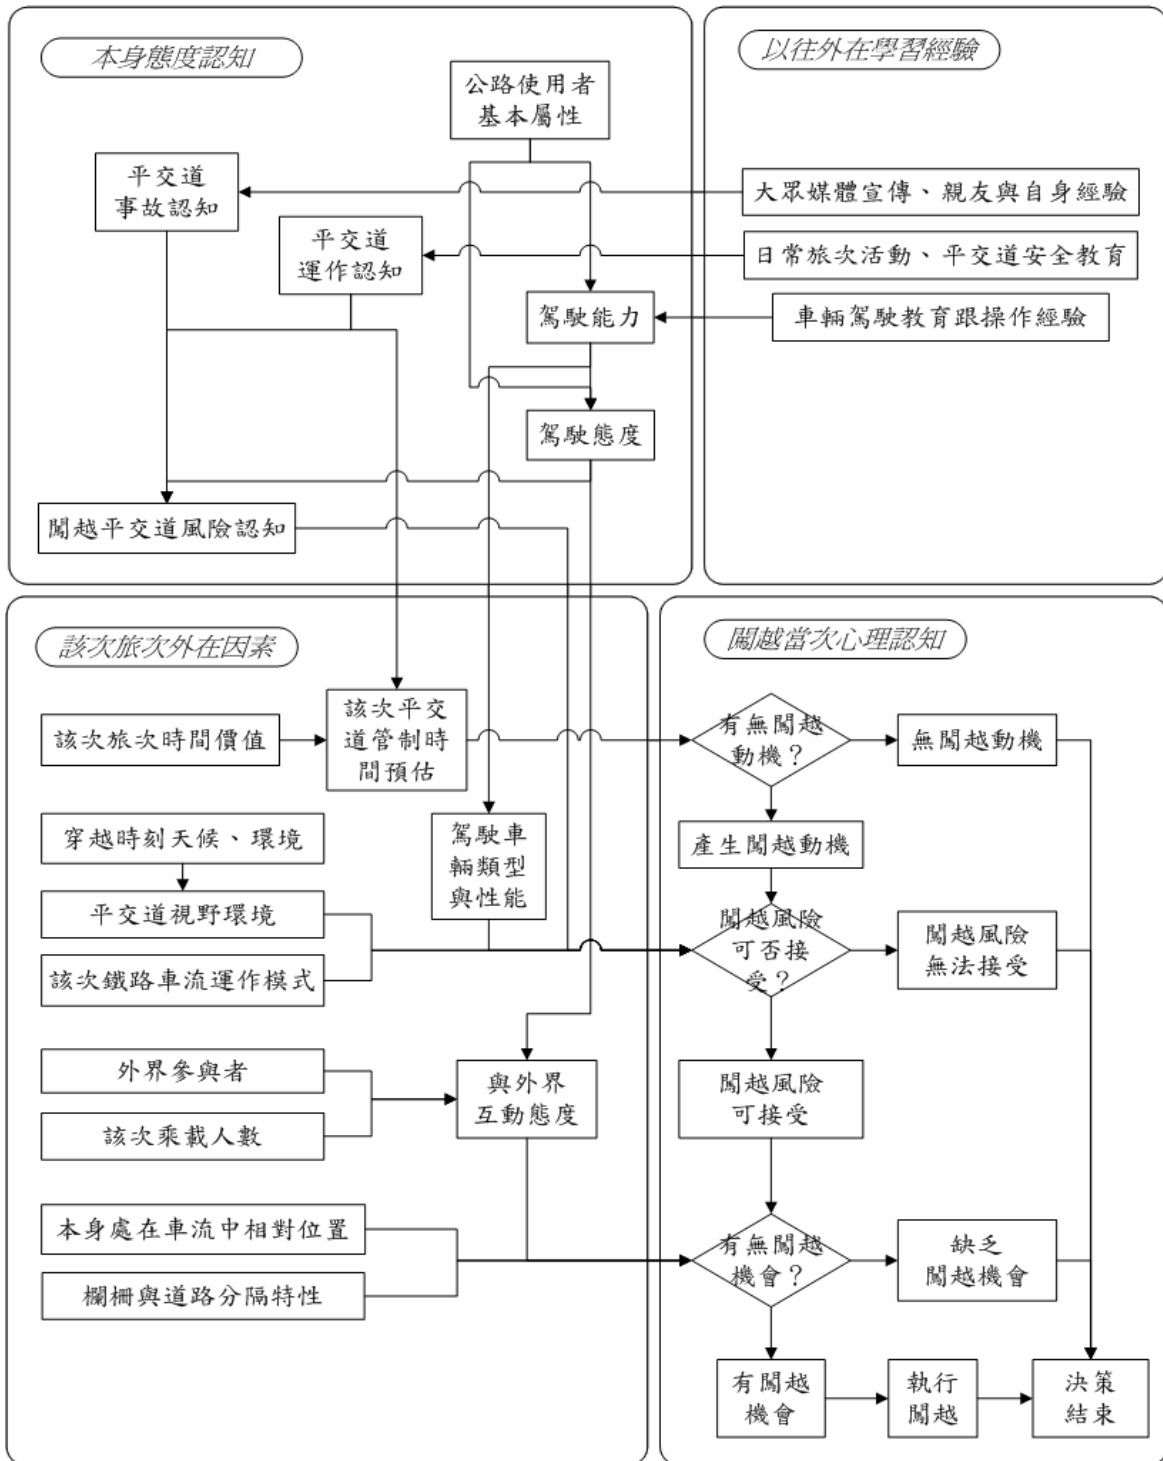 本身態度認知
公路使用者
基本屬性
平交道
事故認知
平交道
運作認知
駕駛能力
駕駛態度
闖越平交道風險認知
以往外在學習經驗
大眾媒體宣傳、親友與自身經驗
日常旅次活動、平交道安全教育
車輛駕駛教育跟操作經驗
該次旅次外在因素
該次旅次時間價值
該次平交
道管制時
間預估
穿越時刻天候、環境
平交道視野環境
該次鐵路車流運作模式
駕駛車
輛類型
與性能
外界參與者
該次乘載人數
與外界
互動態度
本身處在車流中相對位置
欄柵與道路分隔特性
闖越當次心理認知
有無闖越
動機？
無闖越動機
產生闖越動機
闖越風險
可否接
受？
闖越風險
無法接受
闖越風險
可接受
有無闖越
機會？
缺乏
闖越機會
有闖越
機會
執行
闖越
決策
結束